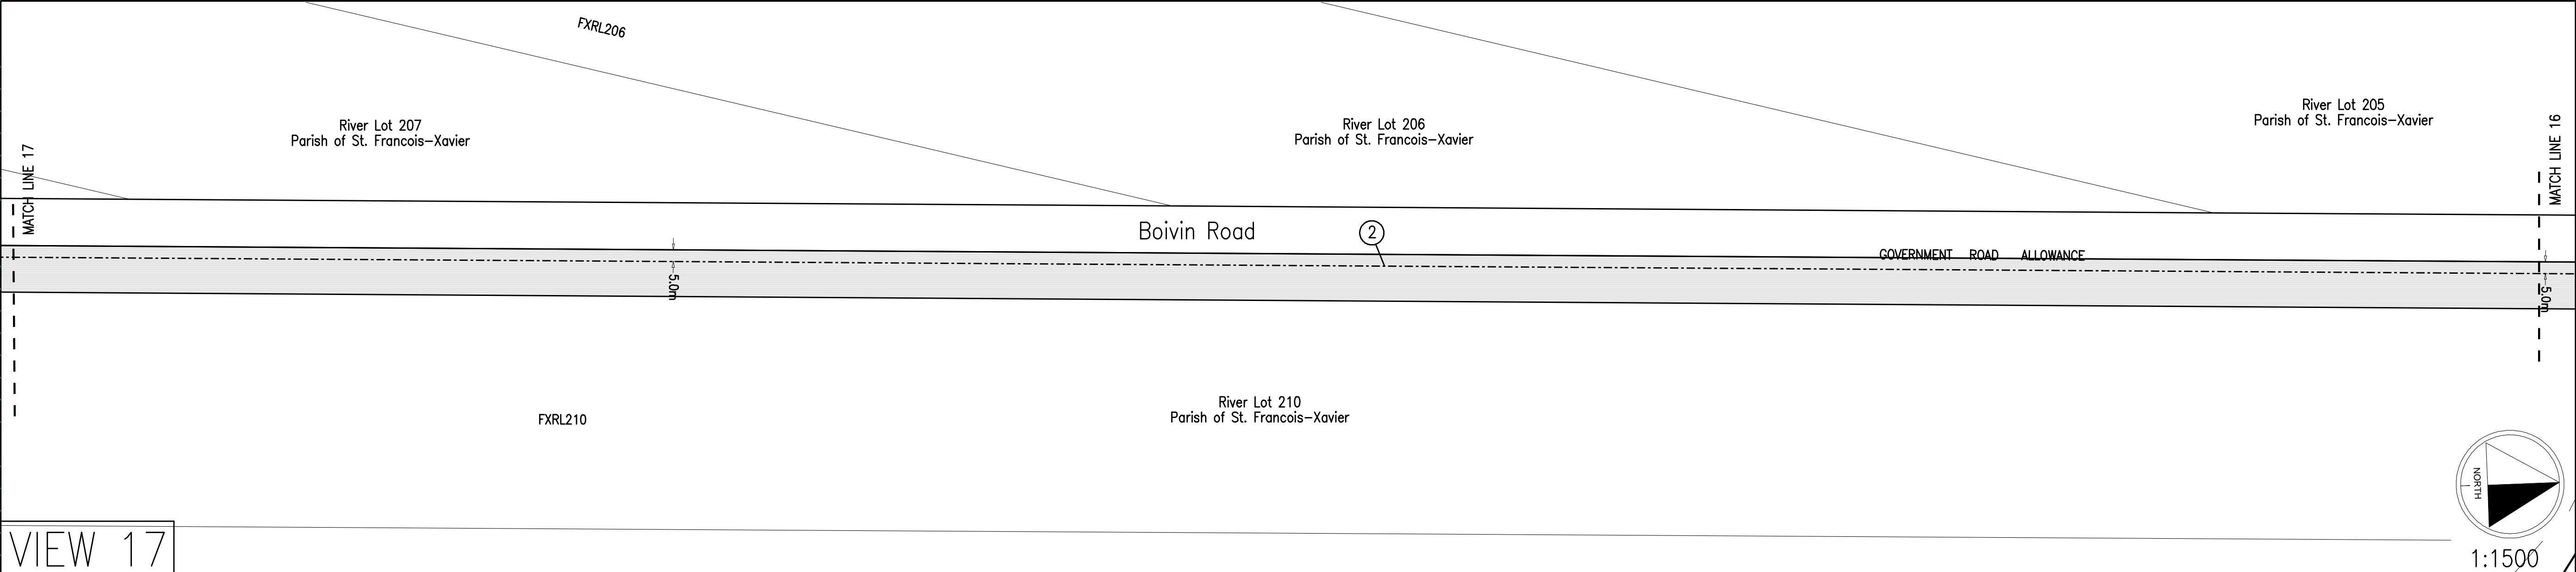 FXRL206
River Lot 207
Parish of St. Francois-Xavier
River Lot 206
Parish of St. Francois-Xavier
River Lot 205
Parish of St. Francois-Xavier
MATCH LINE 17
MATCH LINE 16
Boivin Road
2
GOVERNMENT ROAD ALLOWANCE
5.0m
5.0m
River Lot 210
Parish of St. Francois-Xavier
FXRL210
NORTH
VIEW 17
1:1500